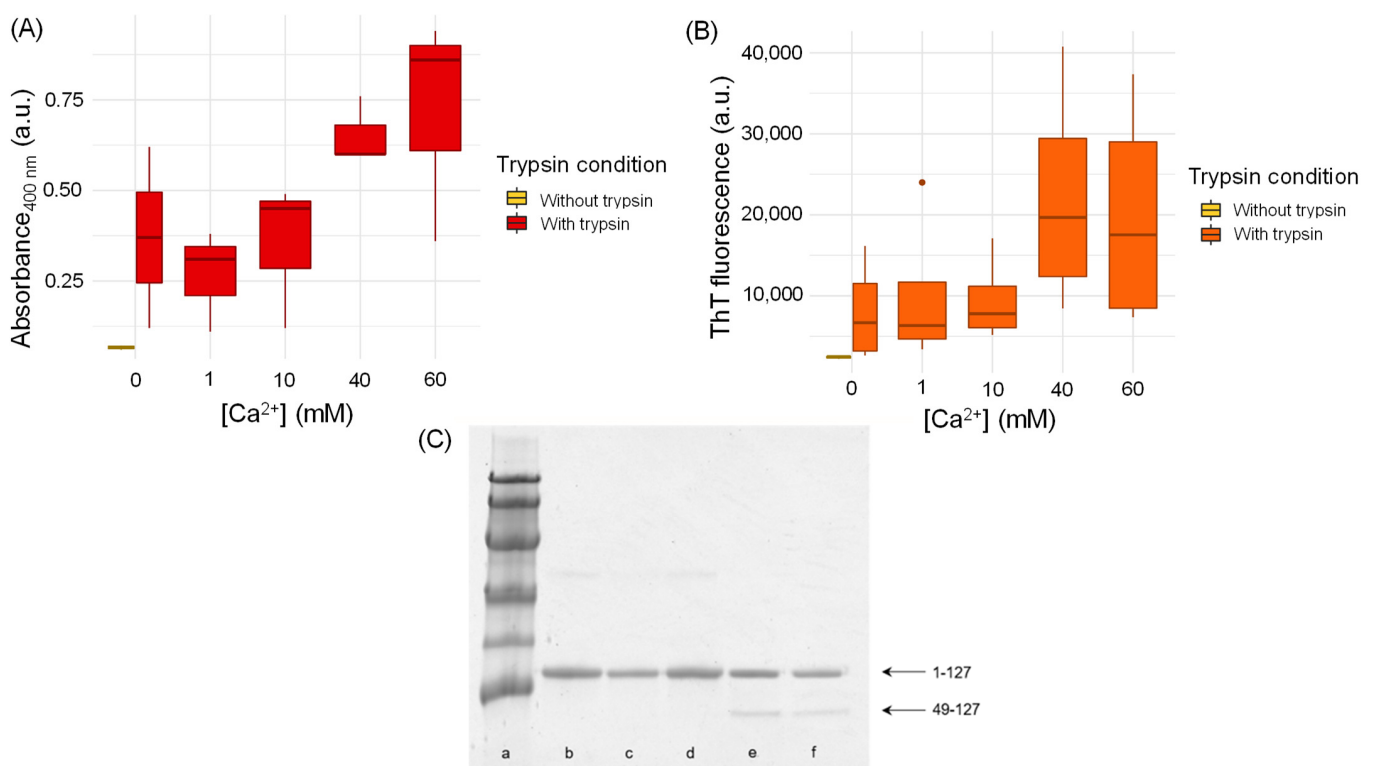 (A)
Absorbance400 nm (a.u.)
0.75
0.50
0.25
0 1 10 40 60
[Ca2+] (mM)
Trypsin condition
Without trypsin
With trypsin
(B)
ThT fluorescence (a.u.)
40,000
30,000
20,000
10,000
0 1 10 40 60
[Ca2+] (mM)
Trypsin condition
Without trypsin
With trypsin
(C)
1-127
49-127
a b c d e f